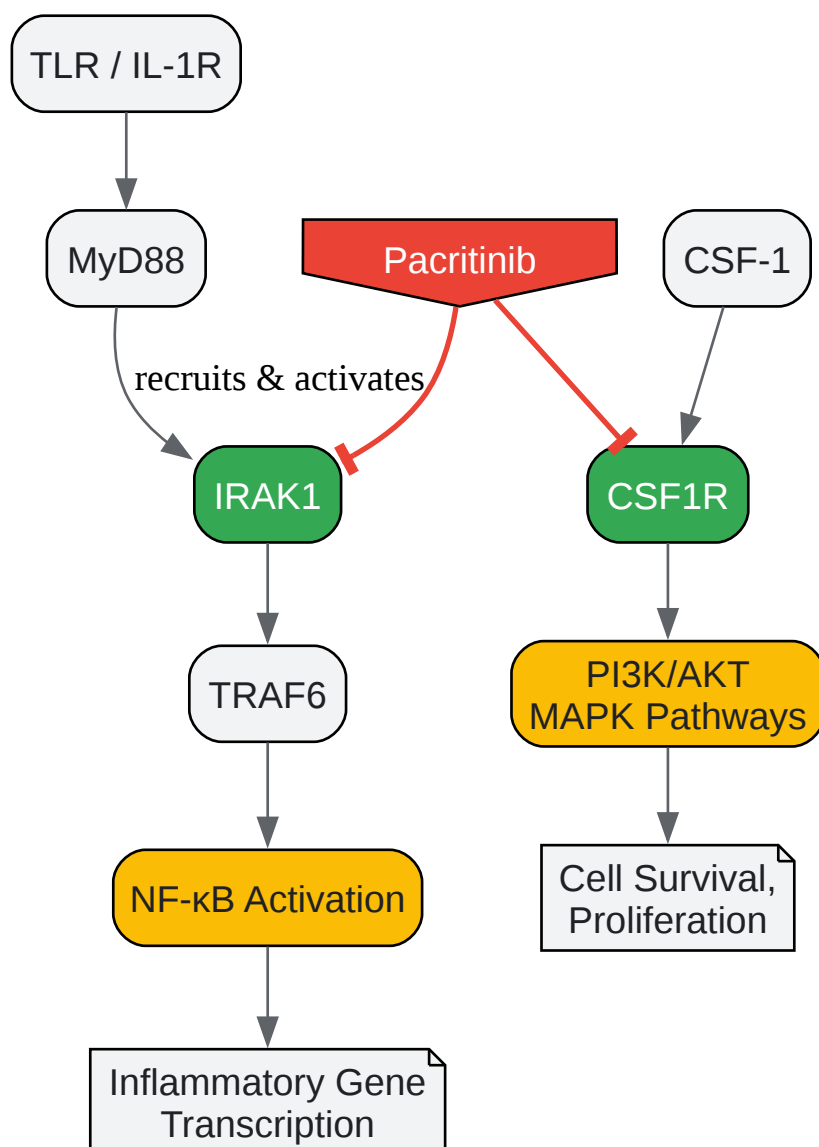 TLR / IL-1R
MyD88
Pacritinib
CSF-1
recruits & activates
IRAK1
CSF1R
TRAF6
PI3K/AKT
MAPK Pathways
NF-κB Activation
Cell Survival,
Proliferation
Inflammatory Gene
Transcription